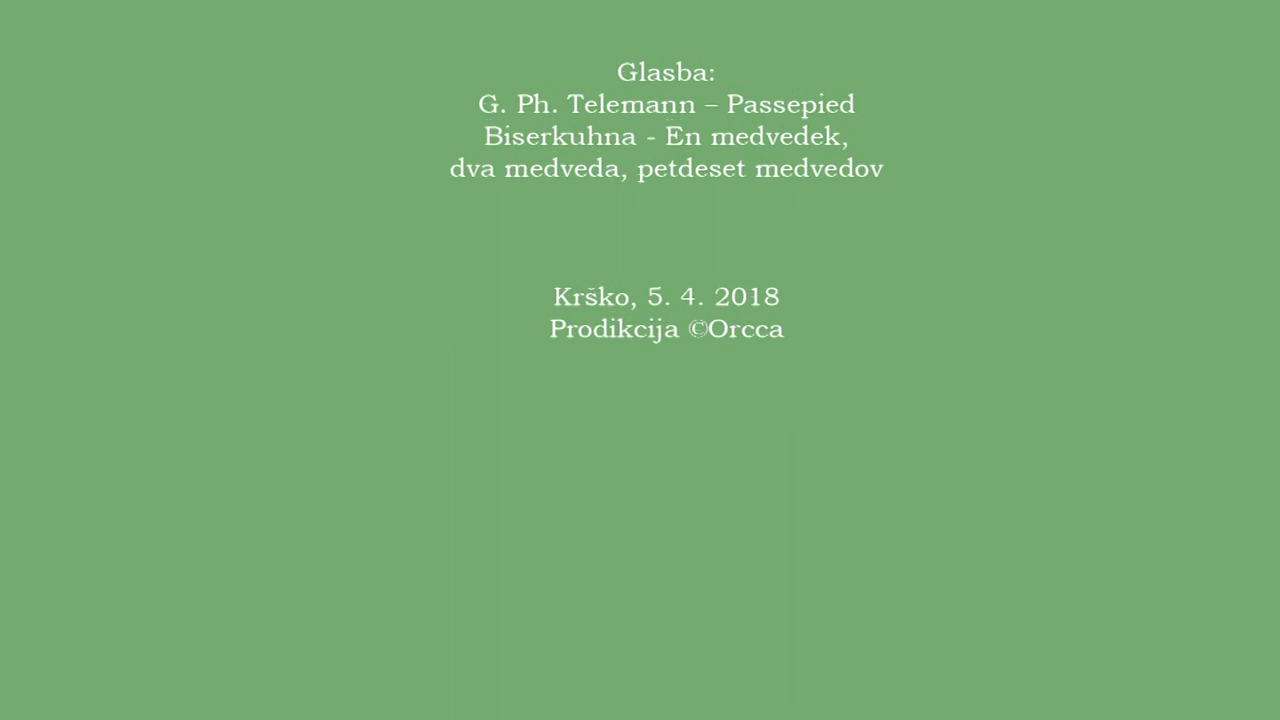 Glasba:
G. Ph. Telemann – Passepied
Biserkuhna - En medvedek,
dva medveda, petdeset medvedov
Krško, 5. 4. 2018
Prodikcija ©Orcca